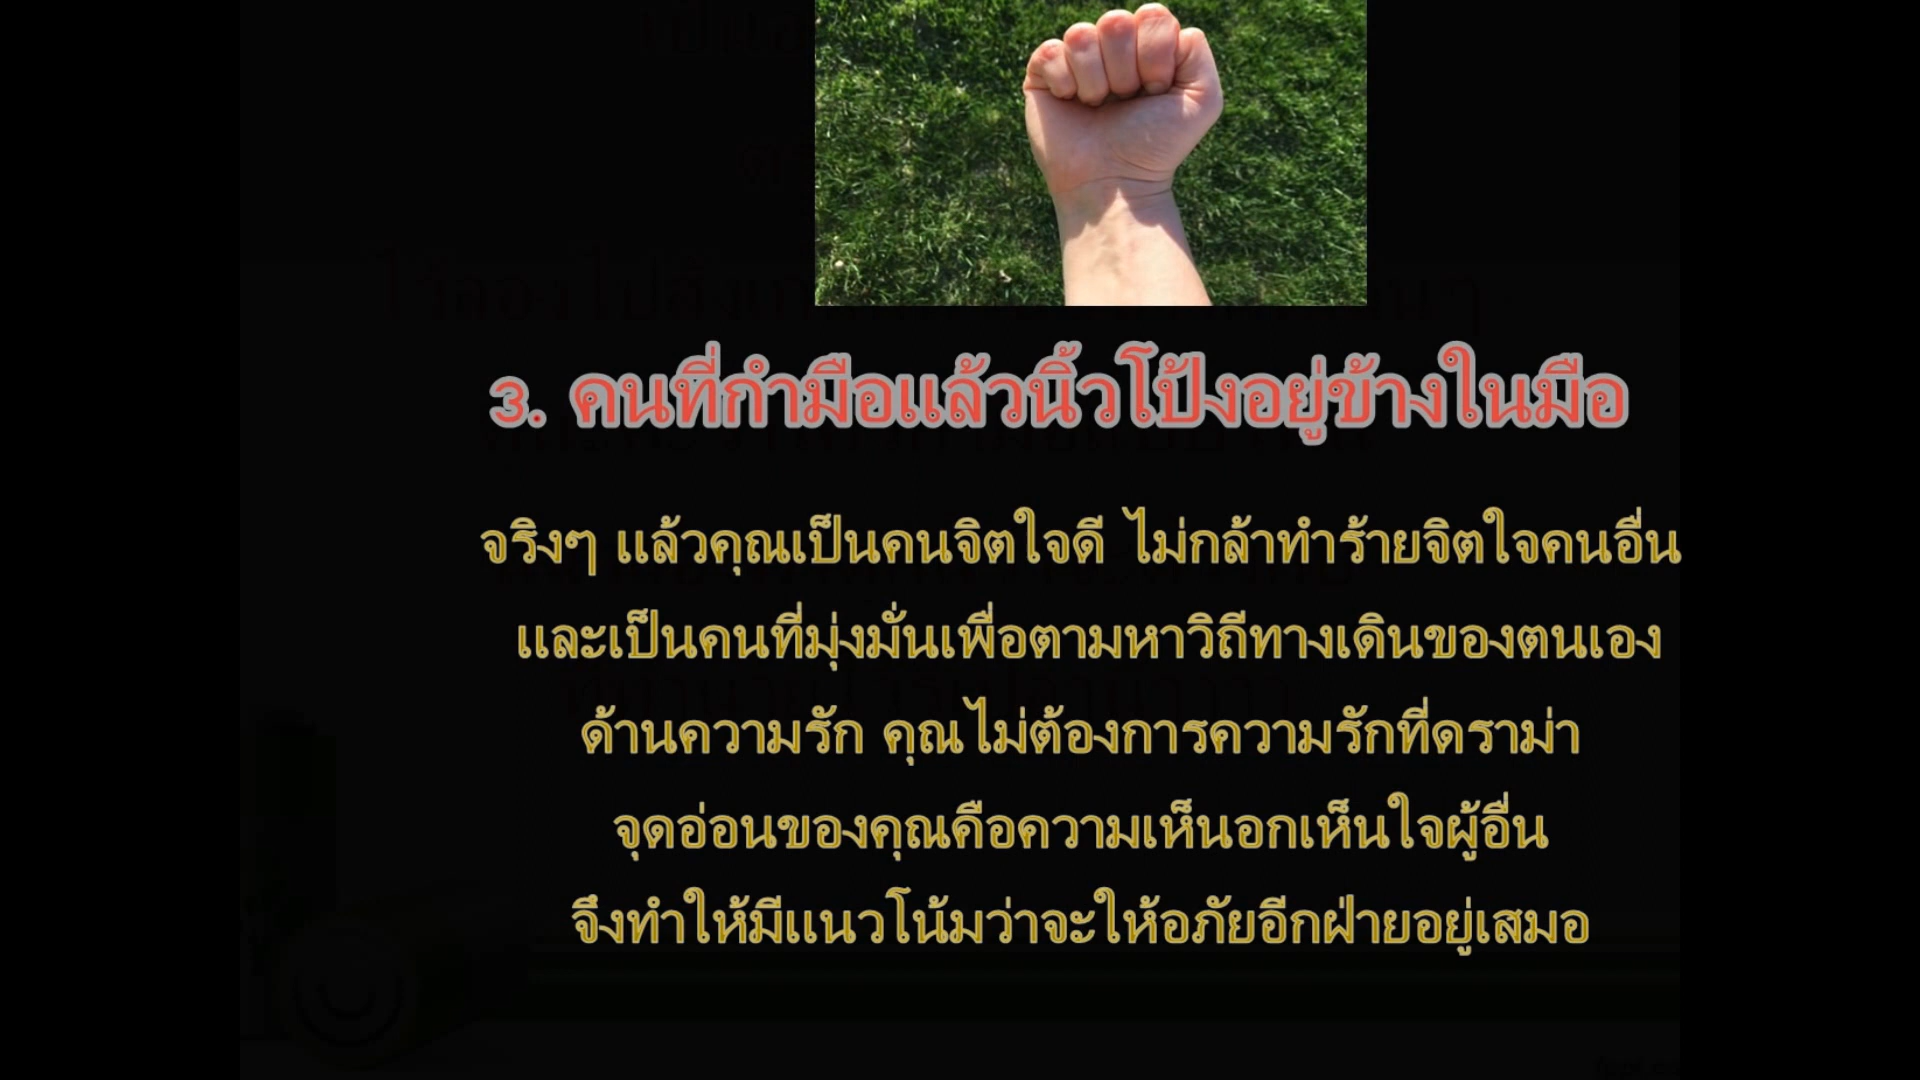 3. คนที่กำมือแล้วนิ้วโป้งอยู่ข้างในมือ
จริงๆ แล้วคุณเป็นคนจิตใจดี ไม่กล้าทำร้ายจิตใจคนอื่น
และเป็นคนที่มุ่งมั่นเพื่อตามหาวิถีทางเดินของตนเอง
ด้านความรัก คุณไม่ต้องการความรักที่ดราม่า
จุดอ่อนของคุณคือความเห็นอกเห็นใจผู้อื่น
จึงทำให้มีแนวโน้มว่าจะให้อภัยอีกฝ่ายอยู่เสมอ